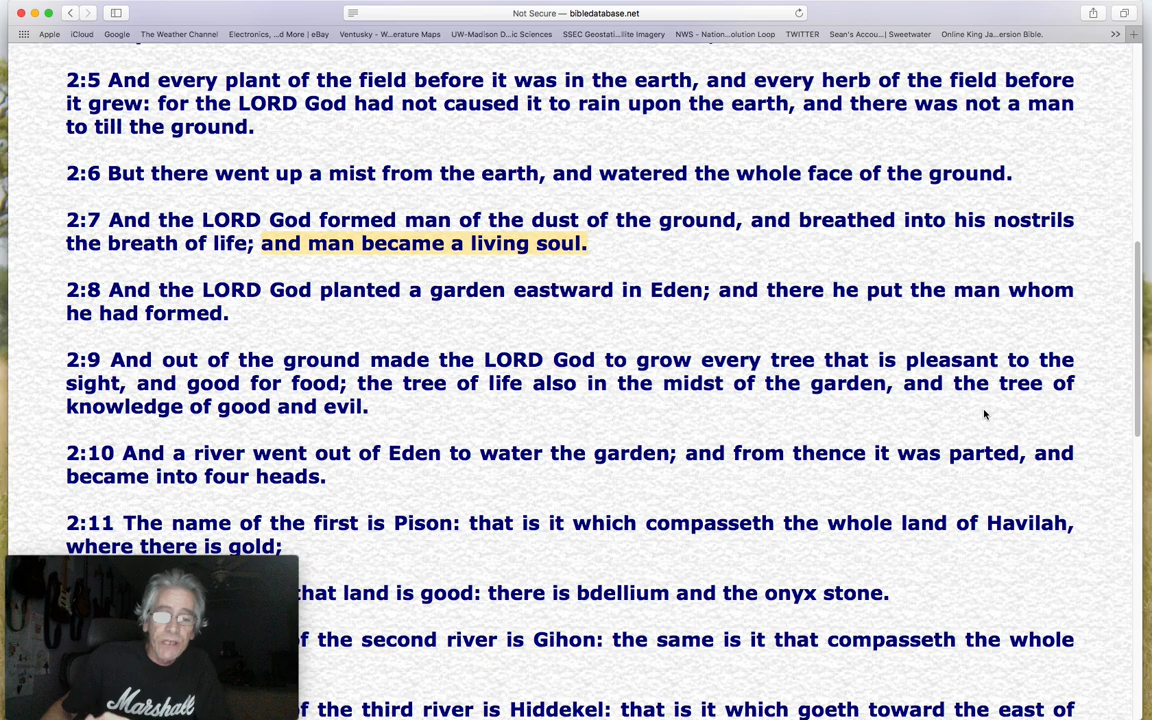 Not Secure — bibledatabase.net
Apple iCloud Google The Weather Channel Electronics, ...d More | eBay Ventusky - W...erature Maps UW-Madison D...ic Sciences SSEC Geostati...llite Imagery NWS - Nation...olution Loop TWITTER Sean's Accou...| Sweetwater Online King Ja...ersion Bible.
2:5 And every plant of the field before it was in the earth, and every herb of the field before
it grew: for the LORD God had not caused it to rain upon the earth, and there was not a man
to till the ground.
2:6 But there went up a mist from the earth, and watered the whole face of the ground.
2:7 And the LORD God formed man of the dust of the ground, and breathed into his nostrils
the breath of life; and man became a living soul.
2:8 And the LORD God planted a garden eastward in Eden; and there he put the man whom
he had formed.
2:9 And out of the ground made the LORD God to grow every tree that is pleasant to the
sight, and good for food; the tree of life also in the midst of the garden, and the tree of
knowledge of good and evil.
2:10 And a river went out of Eden to water the garden; and from thence it was parted, and
became into four heads.
2:11 The name of the first is Pison: that is it which compasseth the whole land of Havilah,
where there is gold;
that land is good: there is bdellium and the onyx stone.
of the second river is Gihon: the same is it that compasseth the whole
of the third river is Hiddekel: that is it which goeth toward the east of
Marshall